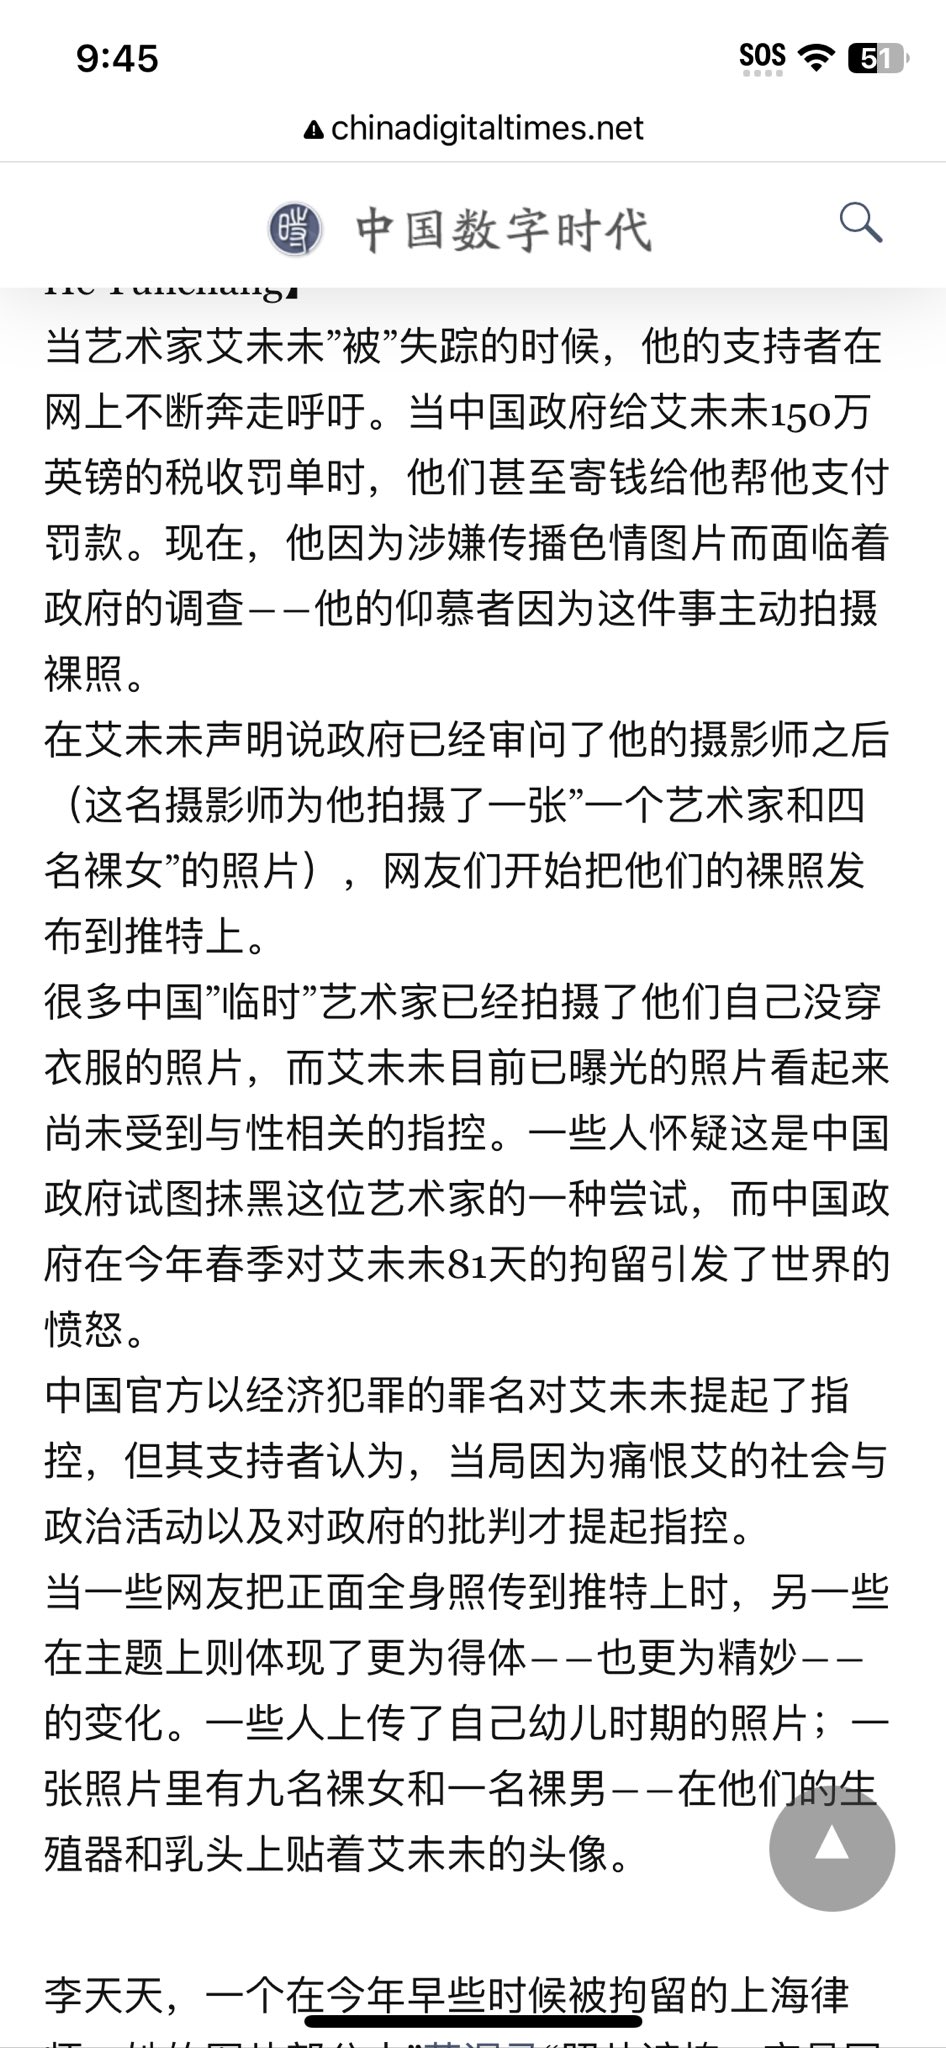 9:45
SOS
51
chinadigitaltimes.net
中国数字时代
当艺术家艾未未”被”失踪的时候，他的支持者在
网上不断奔走呼吁。当中国政府给艾未未150万
英镑的税收罚单时，他们甚至寄钱给他帮他支付
罚款。现在，他因为涉嫌传播色情图片而面临着
政府的调查——他的仰慕者因为这件事主动拍摄
裸照。
在艾未未声明说政府已经审问了他的摄影师之后
（这名摄影师为他拍摄了一张”一个艺术家和四
名裸女”的照片），网友们开始把他们的裸照发
布到推特上。
很多中国”临时”艺术家已经拍摄了他们自己没穿
衣服的照片，而艾未未目前已曝光的照片看起来
尚未受到与性相关的指控。一些人怀疑这是中国
政府试图抹黑这位艺术家的一种尝试，而中国政
府在今年春季对艾未未81天的拘留引发了世界的
愤怒。
中国官方以经济犯罪的罪名对艾未未提起了指
控，但其支持者认为，当局因为痛恨艾的社会与
政治活动以及对政府的批判才提起指控。
当一些网友把正面全身照传到推特上时，另一些
在主题上则体现了更为得体——也更为精妙——
的变化。一些人上传了自己幼儿时期的照片；一
张照片里有九名裸女和一名裸男——在他们的生
殖器和乳头上贴着艾未未的头像。
李天天，一个在今年早些时候被拘留的上海律